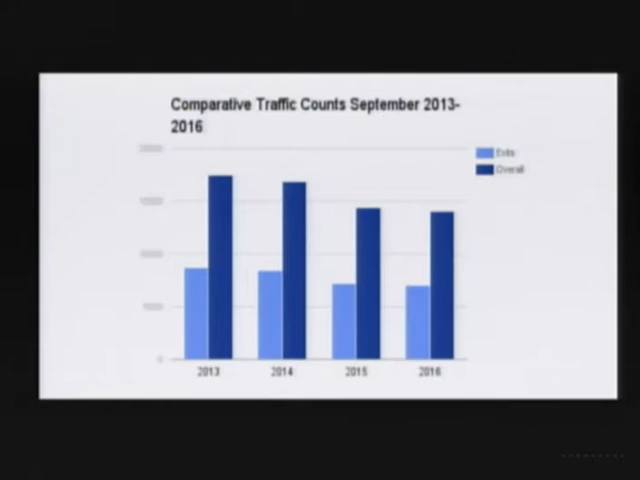 Comparative Traffic Counts September 2013-
2016
Exits
Overall
0
2013 2014 2015 2016